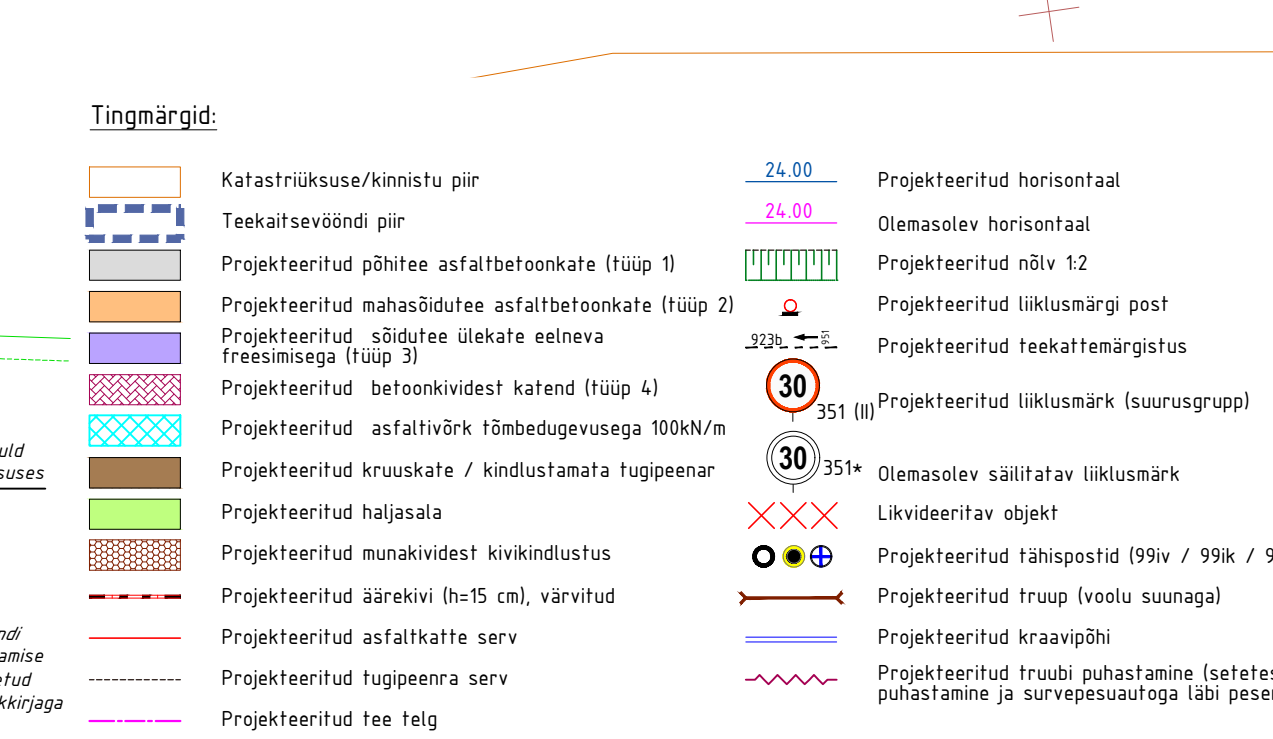 Tingmärgid:
Katastriüksuse/kinnistu piir
Teekaitsevööndi piir
Projekteeritud põhitee asfaltbetoonkate (tüüp 1)
Projekteeritud mahasõidutee asfaltbetoonkate (tüüp 2)
Projekteeritud sõidutee ülekate eelneva
freesimisega (tüüp 3)
Projekteeritud betoonkividest katend (tüüp 4)
Projekteeritud asfaltivõrk tõmbedugevusega 100kN/m
Projekteeritud kruuskate / kindlustamata tugipeenar
Projekteeritud haljasala
Projekteeritud munakividest kivikindlustus
Projekteeritud äärekivi (h=15 cm), värvitud
Projekteeritud asfaltkatte serv
Projekteeritud tugipeenra serv
Projekteeritud tee telg
24.00 Projekteeritud horisontaal
24.00 Olemasolev horisontaal
Projekteeritud nõlv 1:2
Projekteeritud liiklusmärgi post
923b 951 Projekteeritud teekattemärgistus
30 351 (II) Projekteeritud liiklusmärk (suurusgrupp)
30 351* Olemasolev säilitatav liiklusmärk
Likvideeritav objekt
Projekteeritud tähispostid (99iv / 99ik / 9
Projekteeritud truup (voolu suunaga)
Projekteeritud kraavipõhi
Projekteeritud truubi puhastamine (setetes
puhastamine ja survepesuautoga läbi peser
uld
suses
ndi
amise
etud
kkirjaga